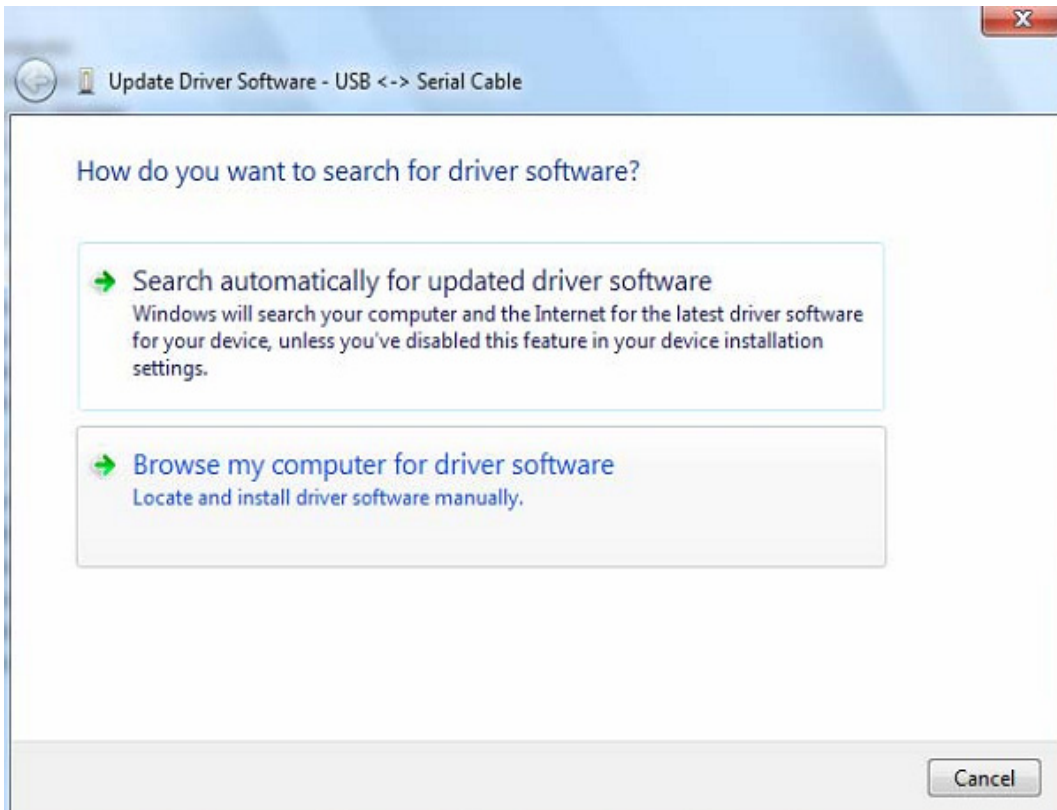 Update Driver Software - USB <-> Serial Cable
How do you want to search for driver software?
Search automatically for updated driver software
Windows will search your computer and the Internet for the latest driver software
for your device, unless you've disabled this feature in your device installation
settings.
Browse my computer for driver software
Locate and install driver software manually.
Cancel